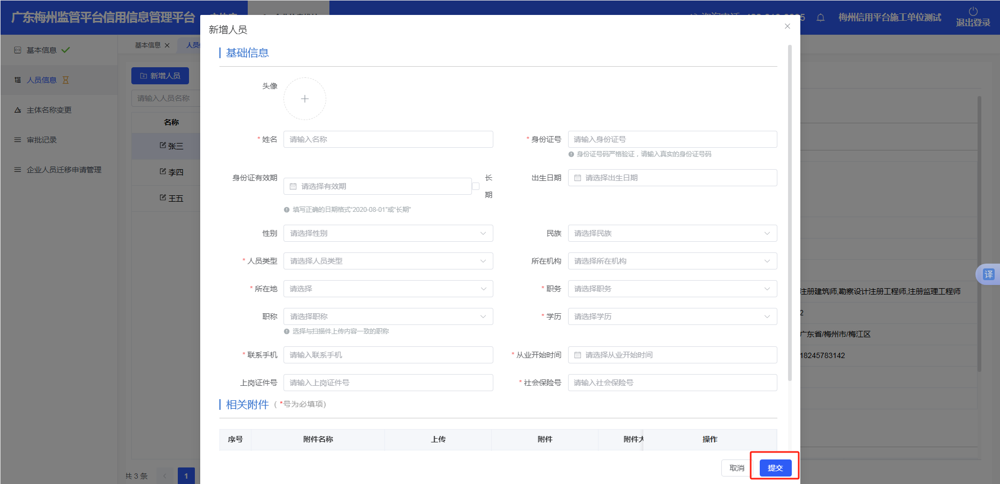 广东梅州监管平台信用信息管理平台
梅州信用平台施工单位测试
退出登录
基本信息
人员信息
主体名称变更
审批记录
企业人员迁移申请管理
基本信息
新增人员
请输入人员名称
名称
张三
李四
王五
共 3 条
1
新增人员
基础信息
头像
* 姓名 请输入名称
* 身份证号 请输入身份证号
身份证号码严格验证，请输入真实的身份证号码
身份证有效期 请选择有效期 长期
填写正确的日期格式"2020-08-01"或"长期"
出生日期 请选择出生日期
性别 请选择性别
民族 请选择民族
* 人员类型 请选择人员类型
所在机构 请选择所在机构
* 所在地 请选择
* 职务 请选择职务
职称 请选择职称
选择与扫描件上传内容一致的职称
* 学历 请选择学历
* 联系手机 请输入联系手机
* 从业开始时间 请选择从业开始时间
上岗证件号 请输入上岗证件号
* 社会保险号 请输入社会保险号
相关附件 ( *号为必填项)
序号 附件名称 上传 附件 附件大 操作
取消 提交
注册建筑师,勘察设计注册工程师,注册监理工程师
2
广东省/梅州市/梅江区
18245783142
译